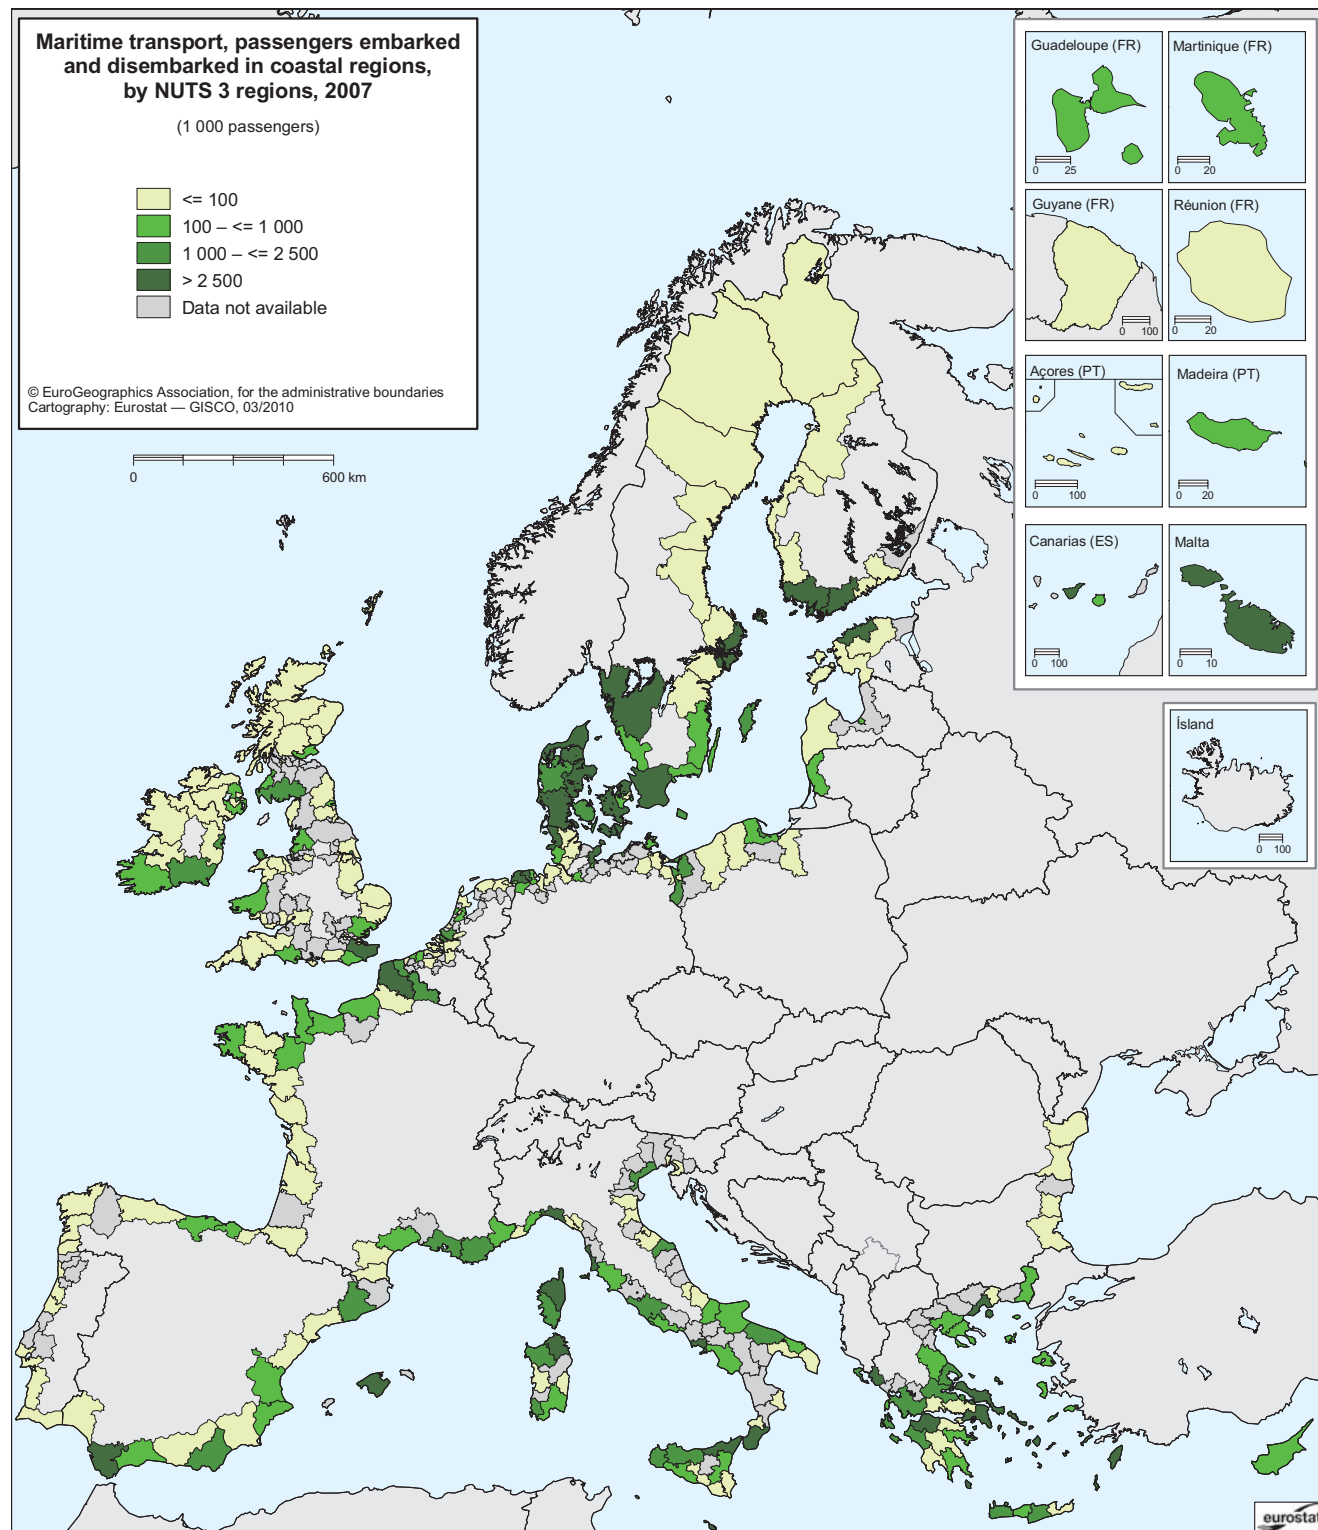 Maritime transport, passengers embarked
and disembarked in coastal regions,
by NUTS 3 regions, 2007
(1 000 passengers)
<= 100
100 – <= 1 000
1 000 – <= 2 500
> 2 500
Data not available
© EuroGeographics Association, for the administrative boundaries
Cartography: Eurostat — GISCO, 03/2010
0 600 km
Guadeloupe (FR)
0 25
Martinique (FR)
0 20
Guyane (FR)
0 100
Réunion (FR)
0 20
Açores (PT)
0 100
Madeira (PT)
0 20
Canarias (ES)
0 100
Malta
0 10
Ísland
0 100
eurostat